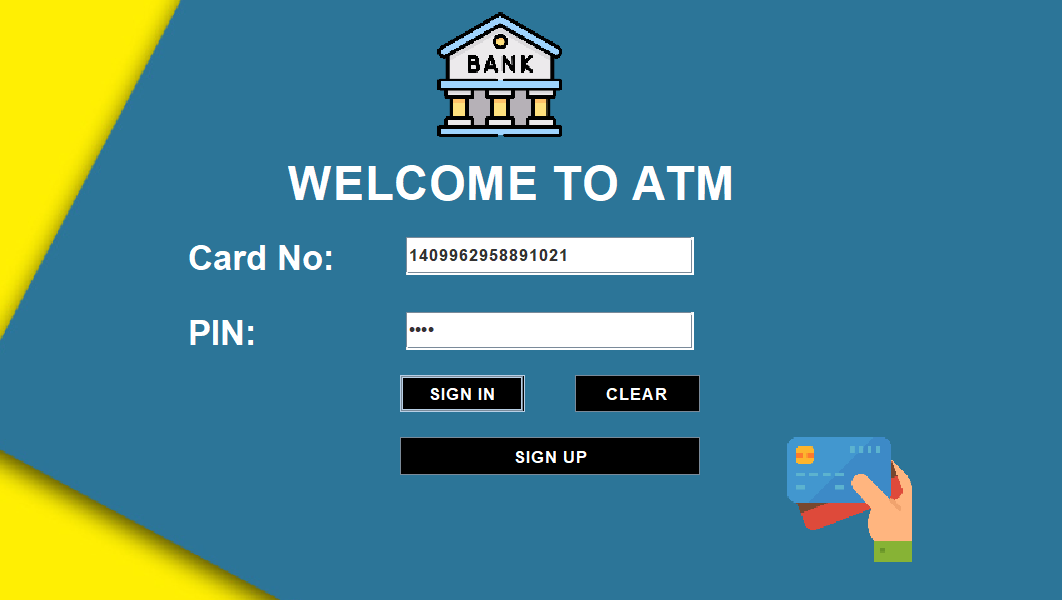 BANK
WELCOME TO ATM
Card No: 1409962958891021
PIN: ••••
SIGN IN CLEAR
SIGN UP